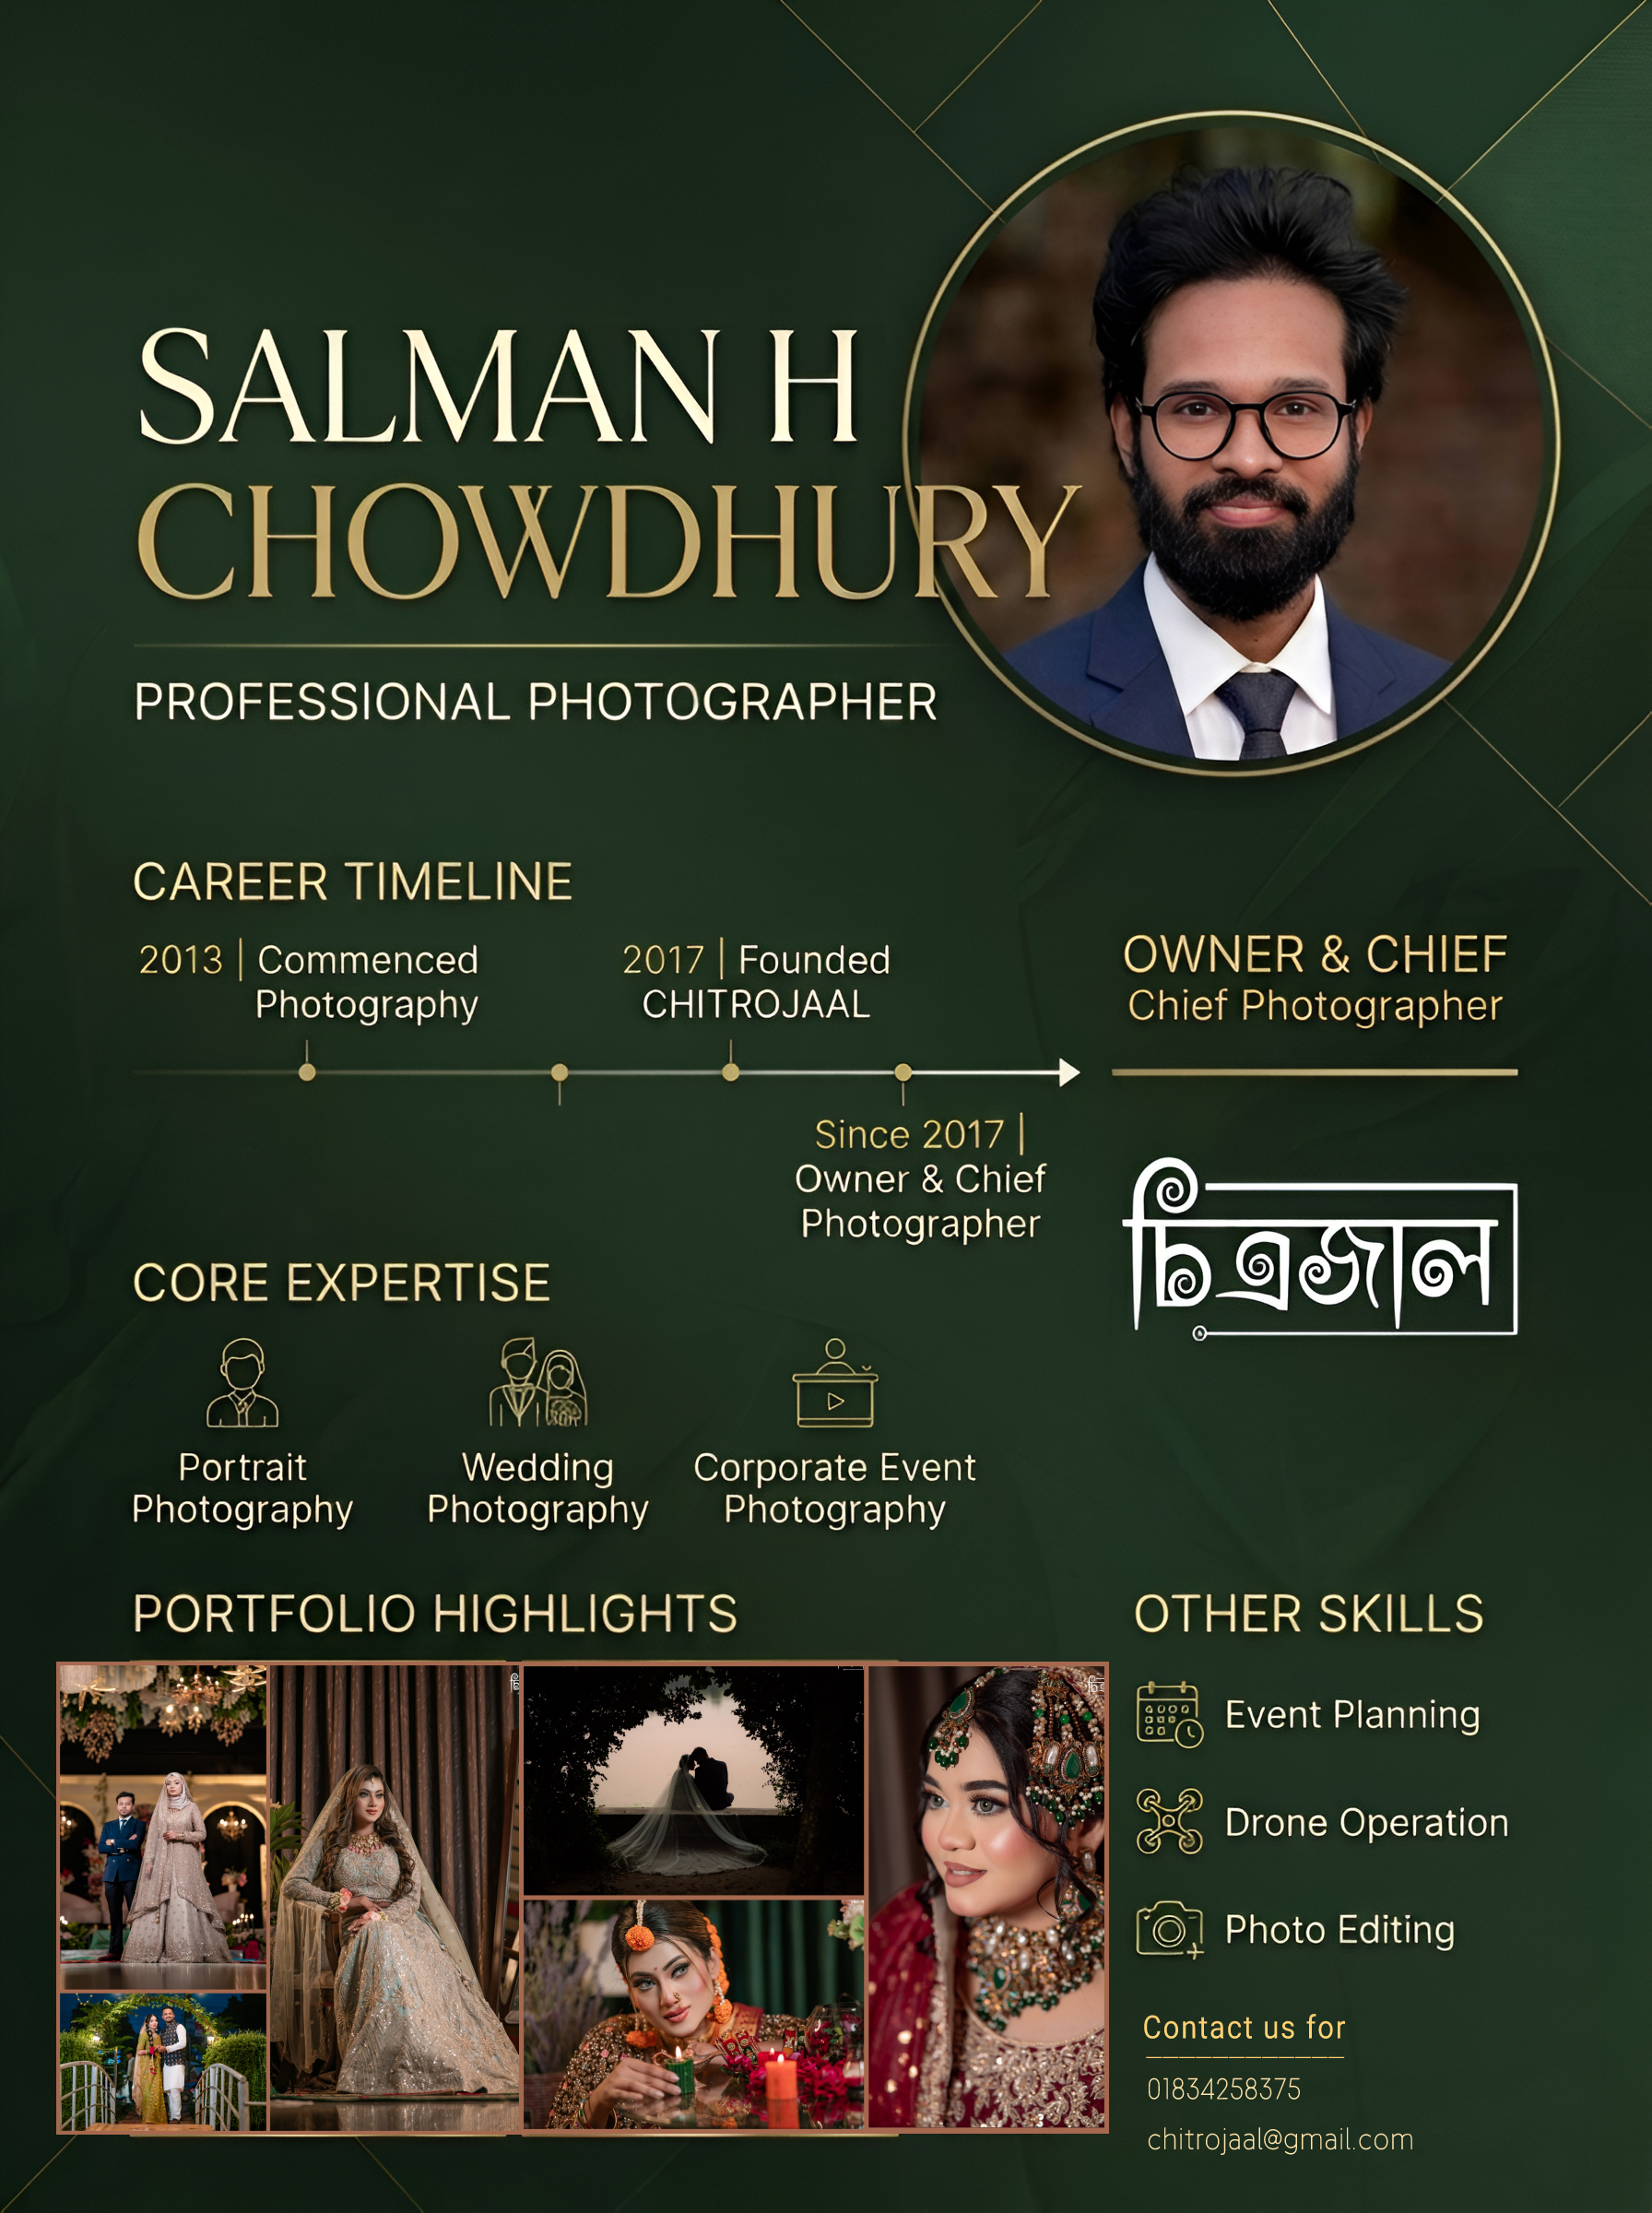 SALMAN H
CHOWDHURY
PROFESSIONAL PHOTOGRAPHER
CAREER TIMELINE
2013 | Commenced
Photography
2017 | Founded
CHITROJAAL
Since 2017 |
Owner & Chief
Photographer
OWNER & CHIEF
Chief Photographer
চিত্রজাল
CORE EXPERTISE
Portrait
Photography
Wedding
Photography
Corporate Event
Photography
PORTFOLIO HIGHLIGHTS
OTHER SKILLS
Event Planning
Drone Operation
Photo Editing
Contact us for
01834258375
chitrojaal@gmail.com